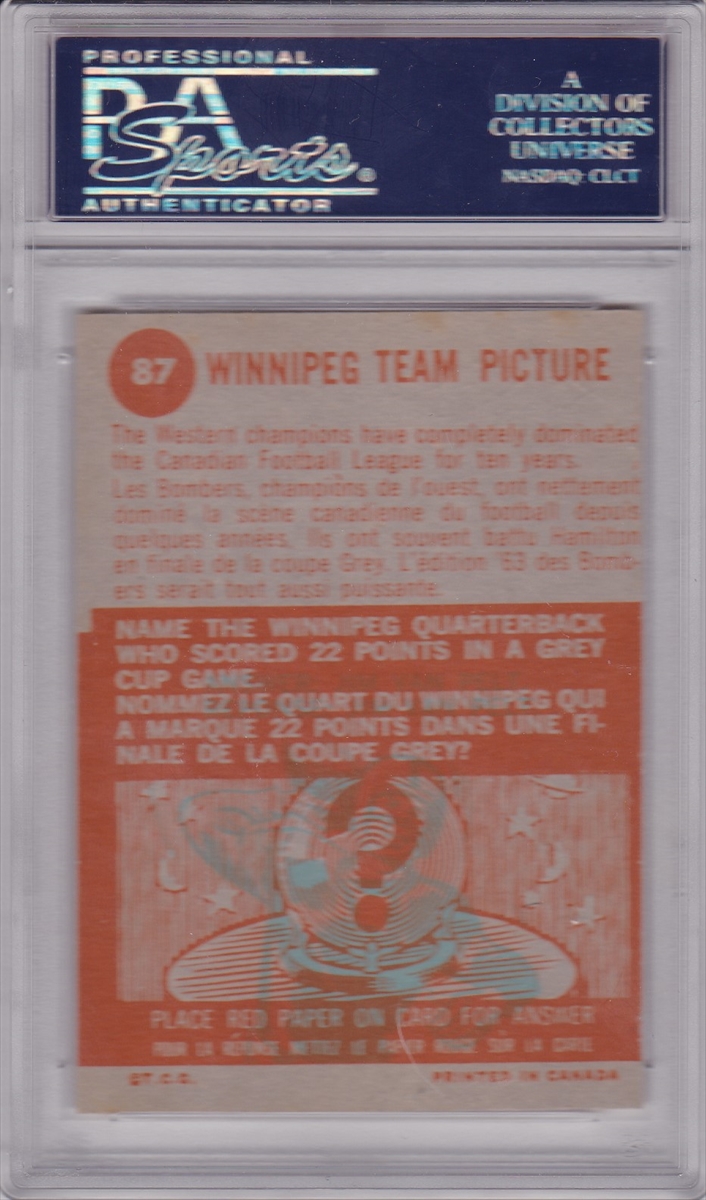 PROFESSIONAL
PSA
Sports®
AUTHENTICATOR
A
DIVISION OF
COLLECTORS
UNIVERSE
NASDAQ: CLCT
87 WINNIPEG TEAM PICTURE
The Western champions have completely dominated
the Canadian Football League for ten years.
Les Bombers, champions de l'ouest, ont nettement
dominé la scène canadienne du football depuis
quelques années. Ils ont souvent battu Hamilton
en finale de la coupe Grey. L'édition '63 des Bomb-
ers serait tout aussi puissante.
NAME THE WINNIPEG QUARTERBACK
WHO SCORED 22 POINTS IN A GREY
CUP GAME.
NOMMEZ LE QUART DU WINNIPEG QUI
A MARQUE 22 POINTS DANS UNE FI-
NALE DE LA COUPE GREY?
?
PLACE RED PAPER ON CARD FOR ANSWER
POUR LA REPONSE METTEZ LE PAPIER ROUGE SUR LA CARTE
©T.C.G. PRINTED IN CANADA